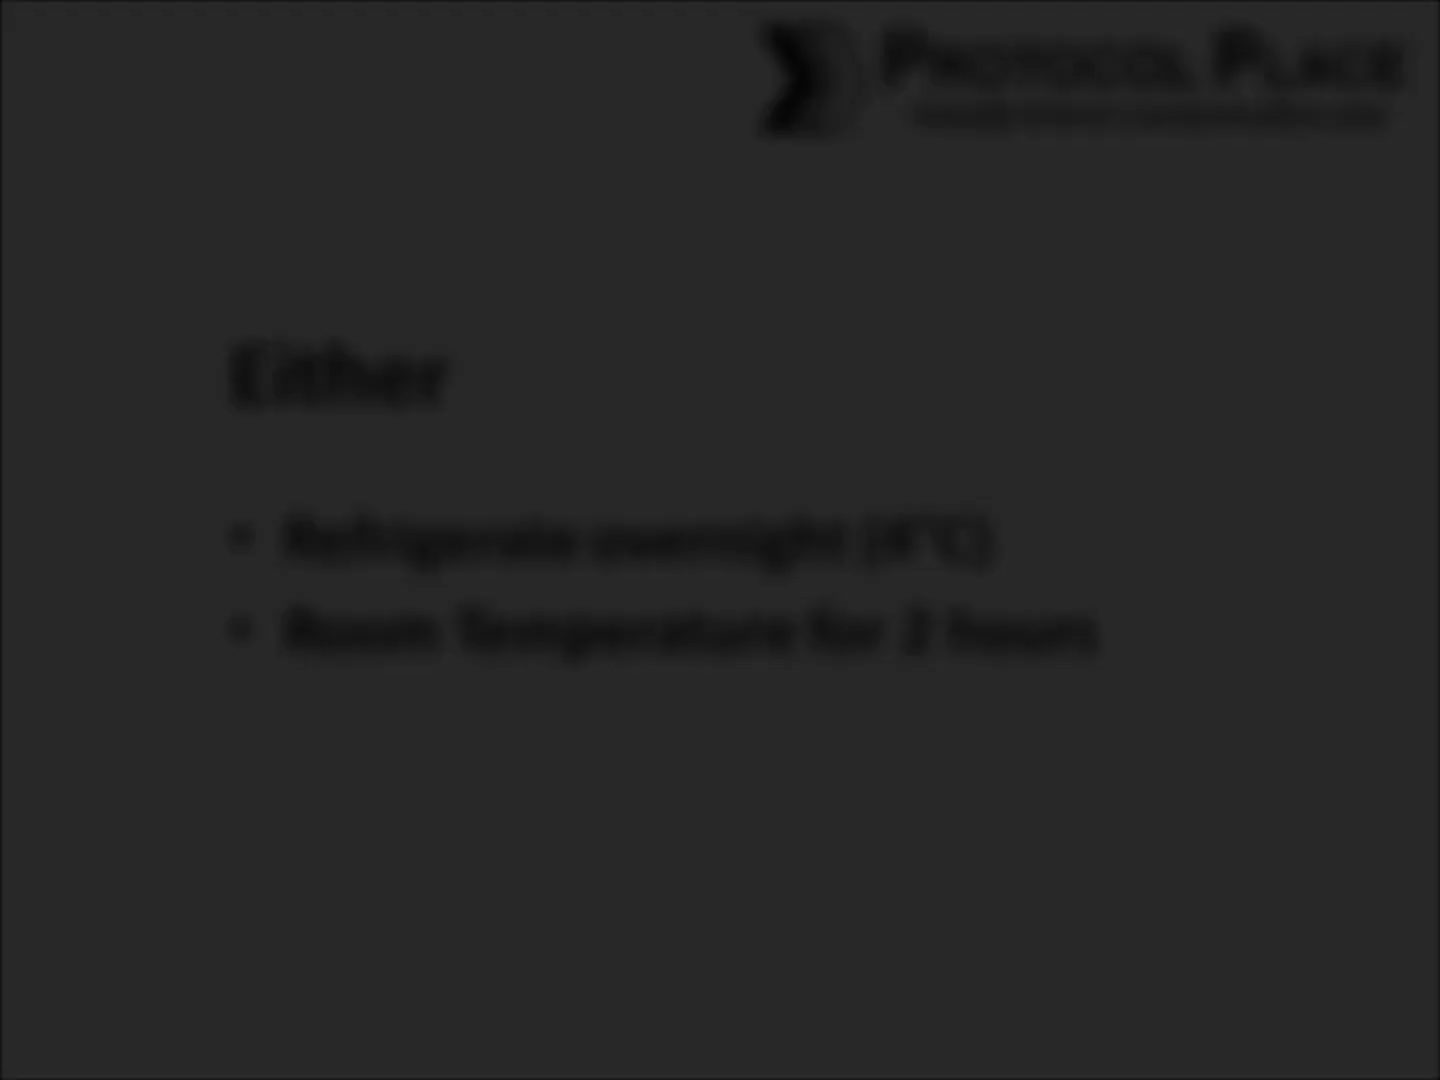 PROTOCOL PLACE
Either
• Refrigerate overnight (4°C)
• Room Temperature for 2 hours